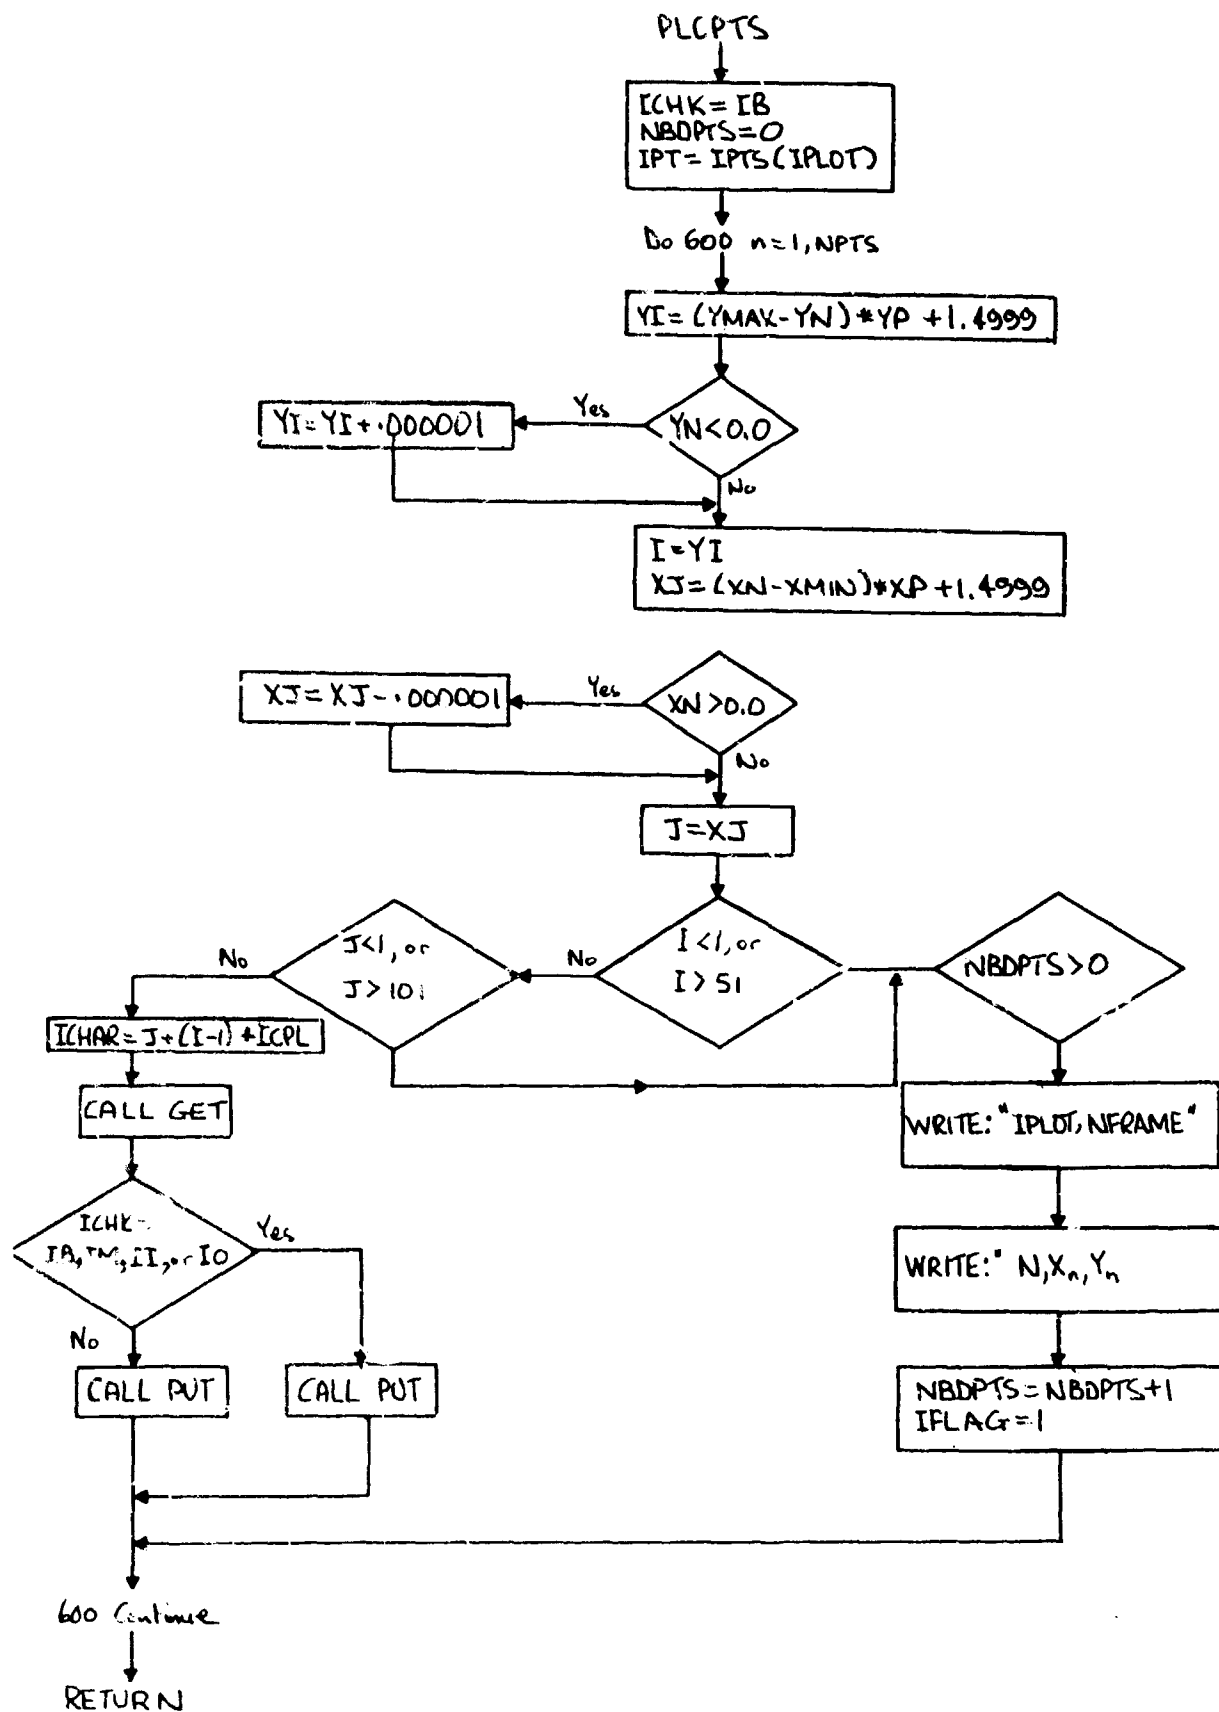 PLCPTS
ICHK = IB
NBDPTS=0
IPT = IPTS(IPLOT)
Do 600 n=1,NPTS
YI=(YMAX-YN)*YP+1.4999
YN<0.0
Yes
YI=YI+.000001
No
I=YI
XJ=(XN-XMIN)*XP+1.4999
XN>0.0
Yes
XJ=XJ-.000001
No
J=XJ
I<1, or
I>51
No
J<1, or
J>101
No
NBDPTS>0
ICHAR=J+(I-1)*ICPL
CALL GET
WRITE: "IPLOT, NFRAME"
ICHK=
II, or IO
Yes
No
WRITE:" N,Xn,Yn
CALL PUT
CALL PUT
NBDPTS=NBDPTS+1
IFLAG=1
600 Continue
RETURN